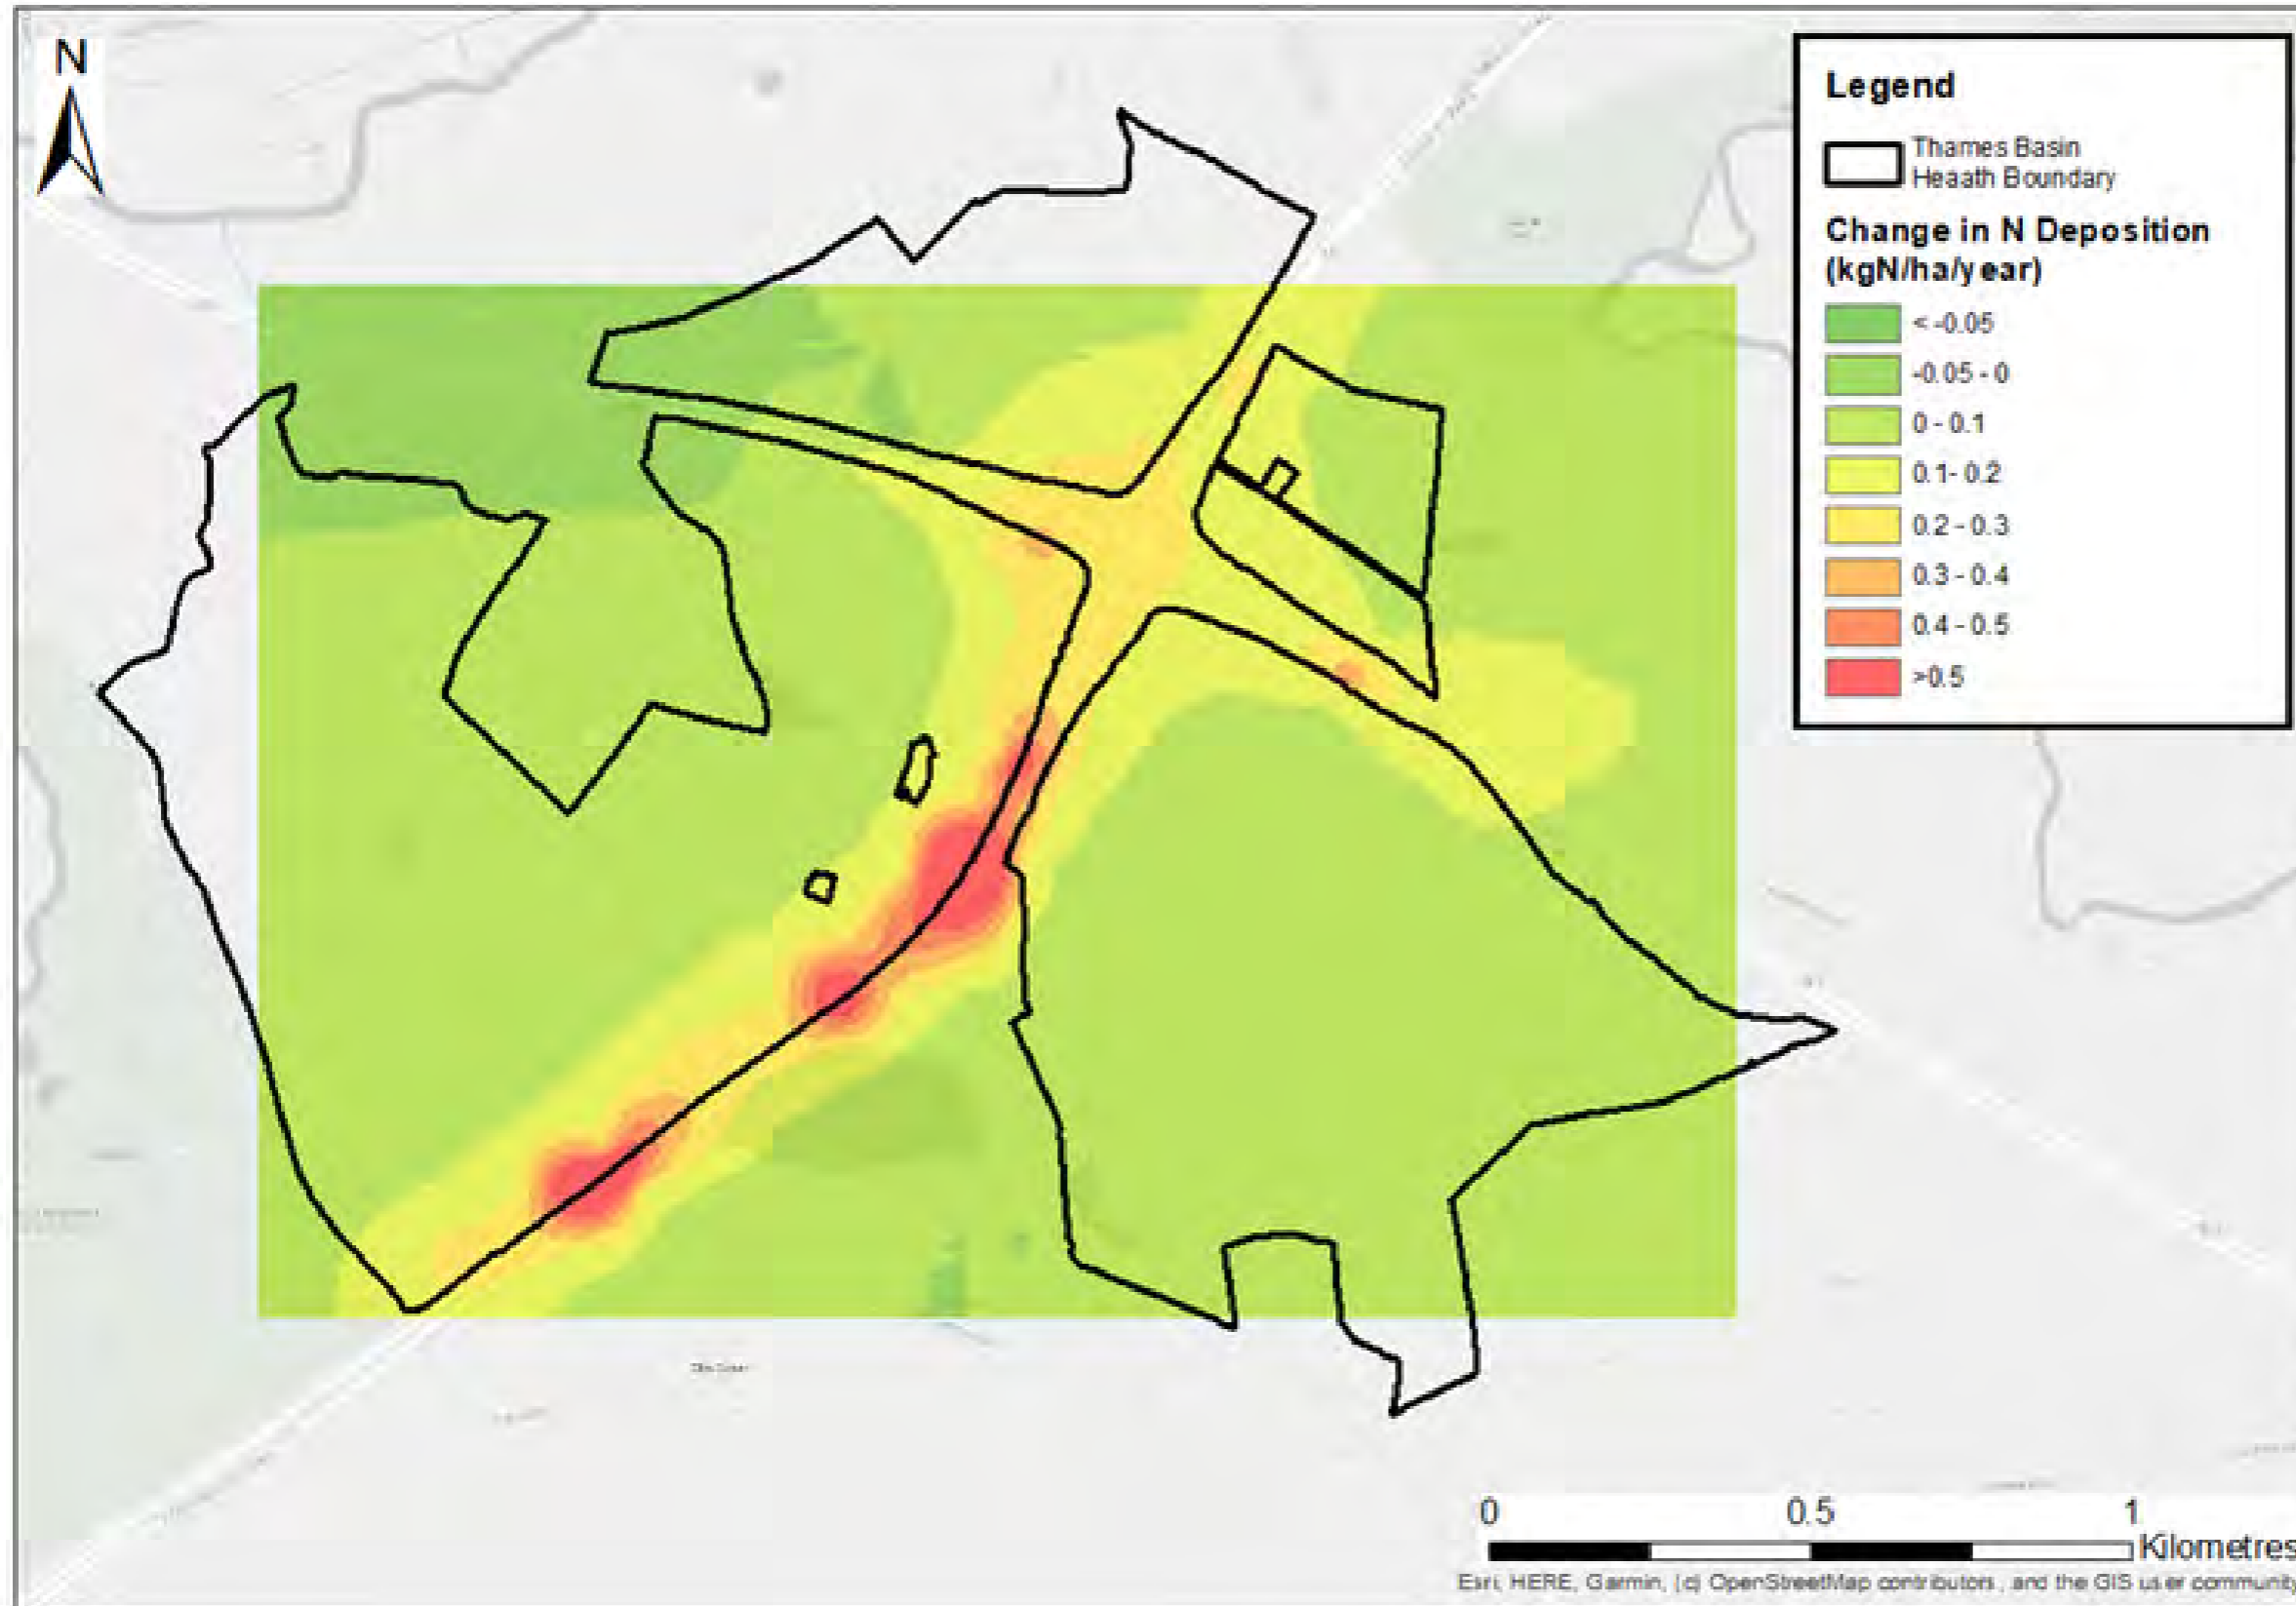 N
Legend
Thames Basin
Heaath Boundary
Change in N Deposition
(kgN/ha/year)
< -0.05
-0.05 - 0
0 - 0.1
0.1- 0.2
0.2 - 0.3
0.3 - 0.4
0.4 - 0.5
>0.5
0 0.5 1
Kilometres
Esri, HERE, Garmin, (c) OpenStreetMap contributors, and the GIS user community